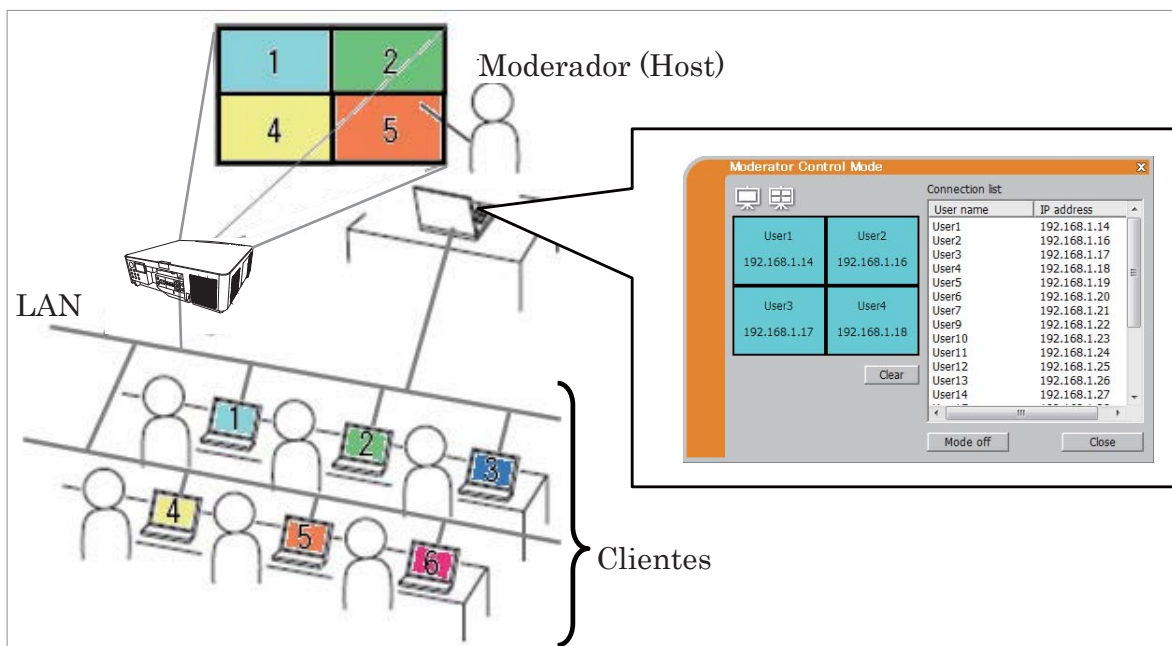 1
2
4
5
Moderador (Host)
LAN
1
2
3
4
5
6
Clientes
Moderator Control Mode
x
User1
192.168.1.14
User2
192.168.1.16
User3
192.168.1.17
User4
192.168.1.18
Clear
Connection list
User name IP address
User1 192.168.1.14
User2 192.168.1.16
User3 192.168.1.17
User4 192.168.1.18
User5 192.168.1.19
User6 192.168.1.20
User7 192.168.1.21
User9 192.168.1.22
User10 192.168.1.23
User11 192.168.1.24
User12 192.168.1.25
User13 192.168.1.26
User14 192.168.1.27
Mode off
Close